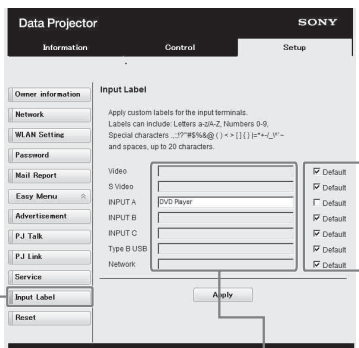 Data Projector
SONY
Information
Control
Setup
Owner information
Network
WLAN Setting
Password
Mail Report
Easy Menu
Advertisement
PJ Talk
PJ Link
Service
Input Label
Reset
Input Label
Apply custom labels for the input terminals.
Labels can include: Letters a-z/A-Z, Numbers 0-9,
Special characters .,:;!?"#$%&@ ( ) < > [ ] { } |=*+-/_\^`~
and spaces, up to 20 characters.
Video Default
S Video Default
INPUT A DVD Player Default
INPUT B Default
INPUT C Default
Type B USB Default
Network Default
Apply